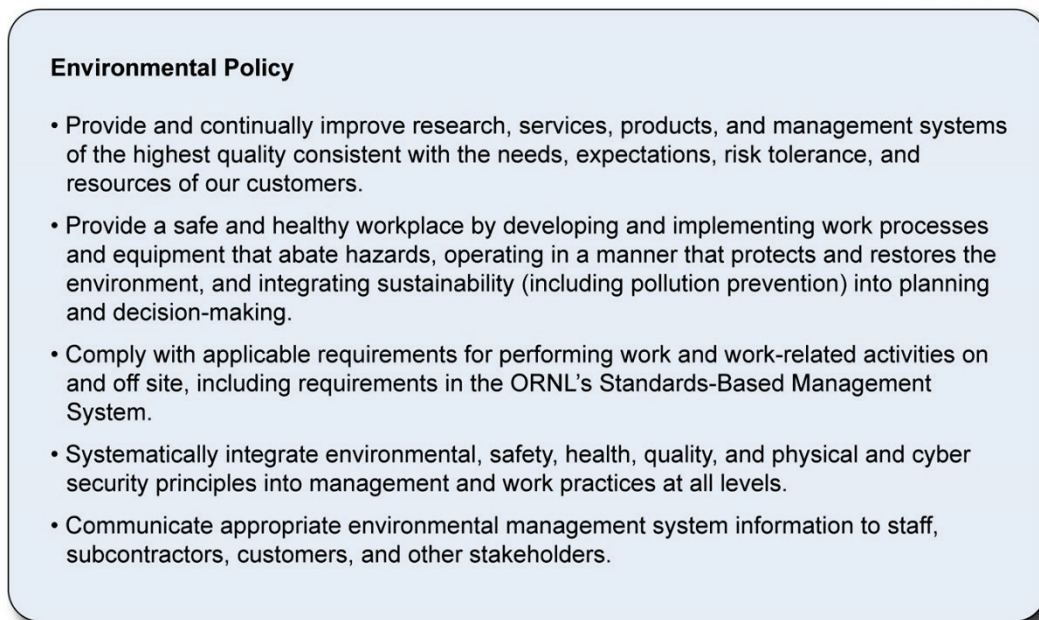 Environmental Policy
• Provide and continually improve research, services, products, and management systems
of the highest quality consistent with the needs, expectations, risk tolerance, and
resources of our customers.
• Provide a safe and healthy workplace by developing and implementing work processes
and equipment that abate hazards, operating in a manner that protects and restores the
environment, and integrating sustainability (including pollution prevention) into planning
and decision-making.
• Comply with applicable requirements for performing work and work-related activities on
and off site, including requirements in the ORNL’s Standards-Based Management
System.
• Systematically integrate environmental, safety, health, quality, and physical and cyber
security principles into management and work practices at all levels.
• Communicate appropriate environmental management system information to staff,
subcontractors, customers, and other stakeholders.